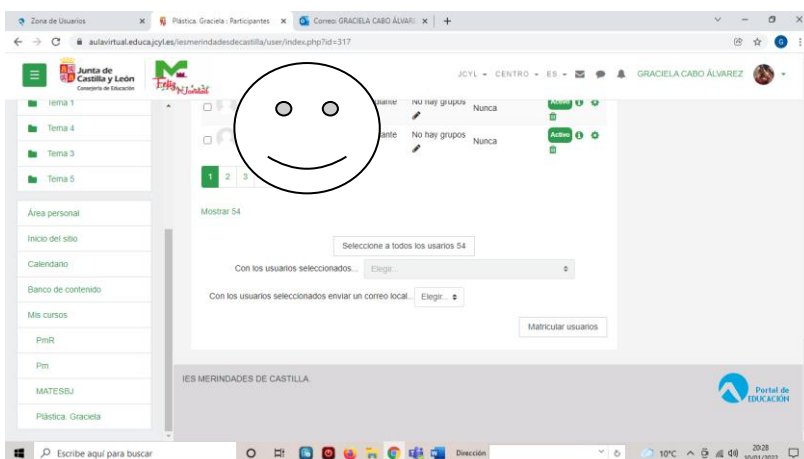 Zona de Usuarios
Plástica. Graciela : Participantes
Correo: GRACIELA CABO ÁLVAR
aulavirtual.educa.jcyl.es/iesmerindadesdecastilla/user/index.php?id=317
Junta de
Castilla y León
Consejería de Educación
Feliz
JCYL
CENTRO
ES
GRACIELA CABO ÁLVAREZ
Tema 1
Tema 4
Tema 3
Tema 5
No hay grupos
Nunca
Activo
No hay grupos
Nunca
Activo
1 2 3
Mostrar 54
Área personal
Inicio del sitio
Calendario
Banco de contenido
Mis cursos
PmR
Pm
MATESBJ
Plástica. Graciela
Seleccione a todos los usarios 54
Con los usuarios seleccionados... Elegir...
Con los usuarios seleccionados enviar un correo local... Elegir...
Matricular usuarios
IES MERINDADES DE CASTILLA.
Portal de
EDUCACIÓN
Escribe aquí para buscar
Dirección
10°C
20:28
10/01/2022